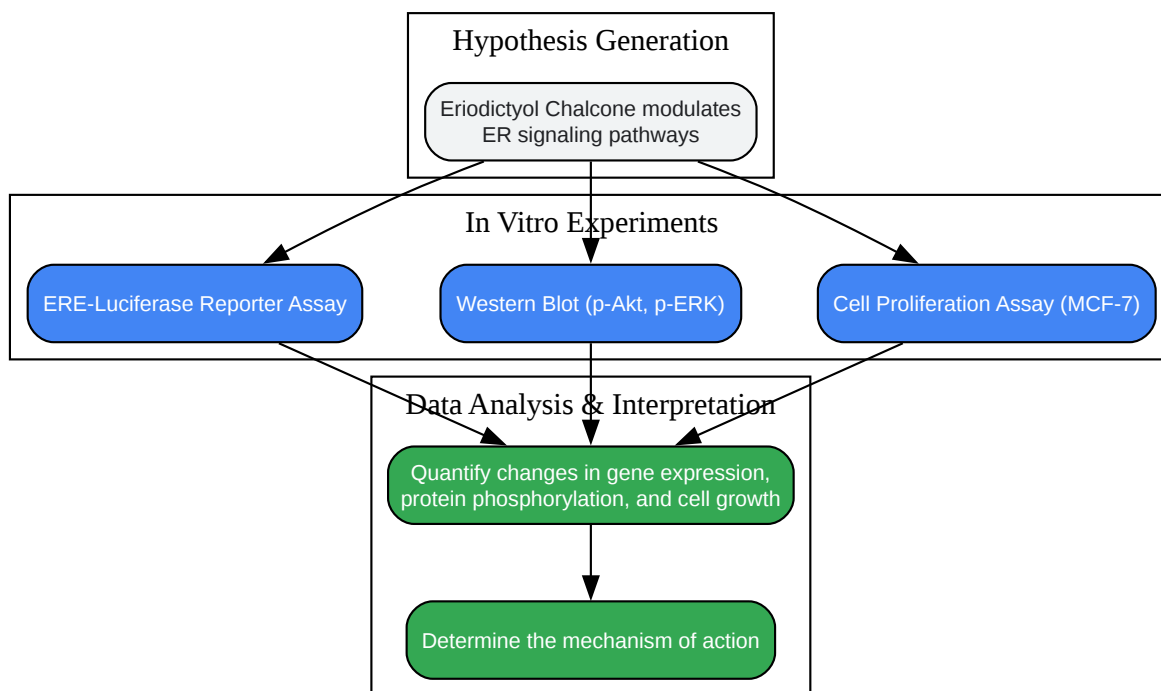 Hypothesis Generation
Eriodictyol Chalcone modulates
ER signaling pathways
In Vitro Experiments
ERE-Luciferase Reporter Assay
Western Blot (p-Akt, p-ERK)
Cell Proliferation Assay (MCF-7)
Data Analysis & Interpretation
Quantify changes in gene expression,
protein phosphorylation, and cell growth
Determine the mechanism of action